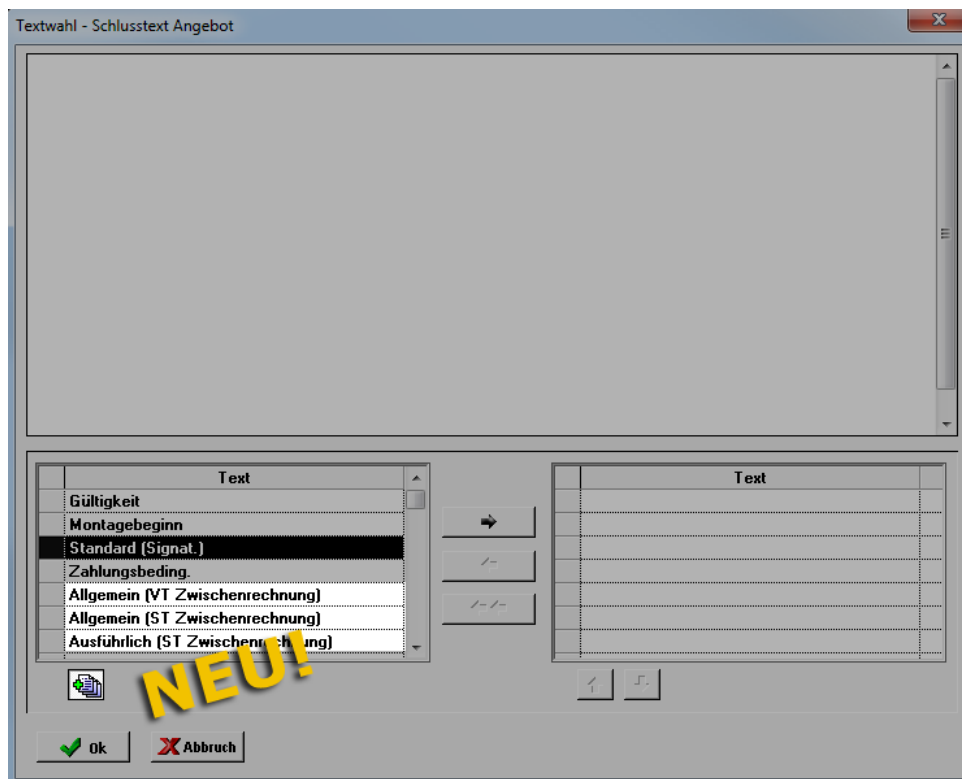 Textwahl - Schlusstext Angebot
Text
Gültigkeit
Montagebeginn
Standard (Signat.)
Zahlungsbeding.
Allgemein (VT Zwischenrechnung)
Allgemein (ST Zwischenrechnung)
Ausführlich (ST Zwischenrechnung)
Text
NEU!
Ok
Abbruch